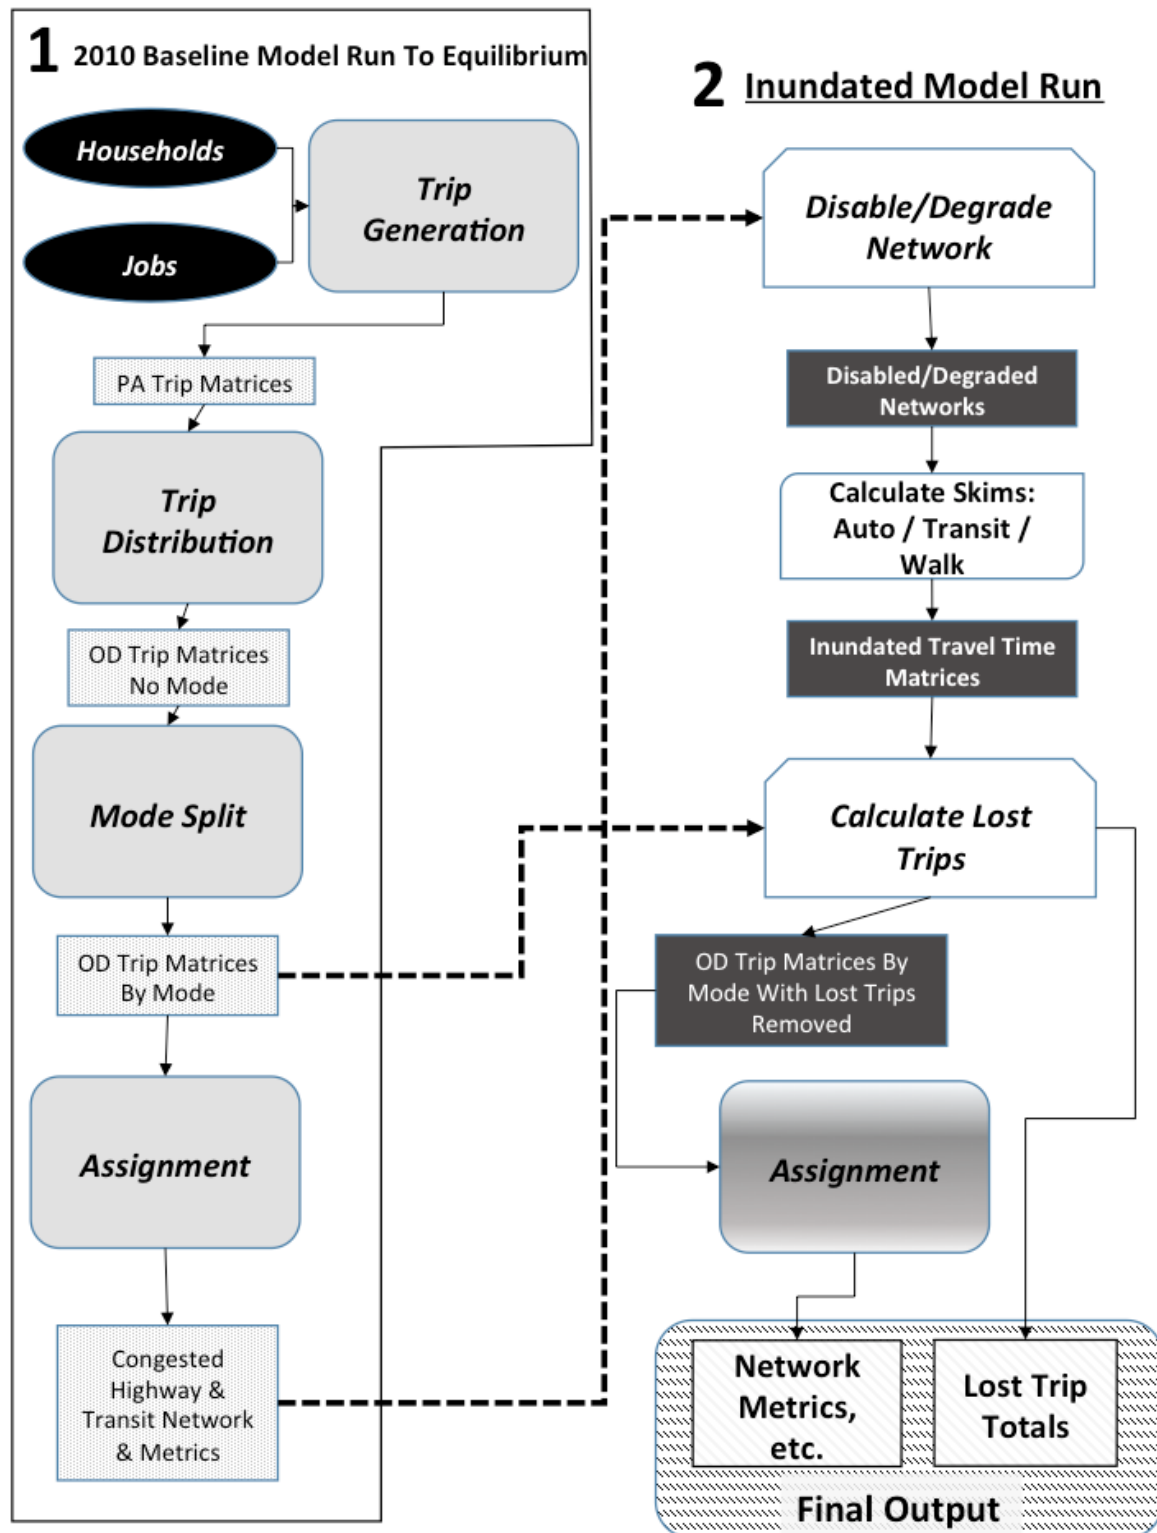 1 2010 Baseline Model Run To Equilibrium
Households
Jobs
Trip
Generation
PA Trip Matrices
Trip
Distribution
OD Trip Matrices
No Mode
Mode Split
OD Trip Matrices
By Mode
Assignment
Congested
Highway &
Transit Network
& Metrics
2 Inundated Model Run
Disable/Degrade
Network
Disabled/Degraded
Networks
Calculate Skims:
Auto / Transit /
Walk
Inundated Travel Time
Matrices
Calculate Lost
Trips
OD Trip Matrices By
Mode With Lost Trips
Removed
Assignment
Network
Metrics,
etc.
Lost Trip
Totals
Final Output